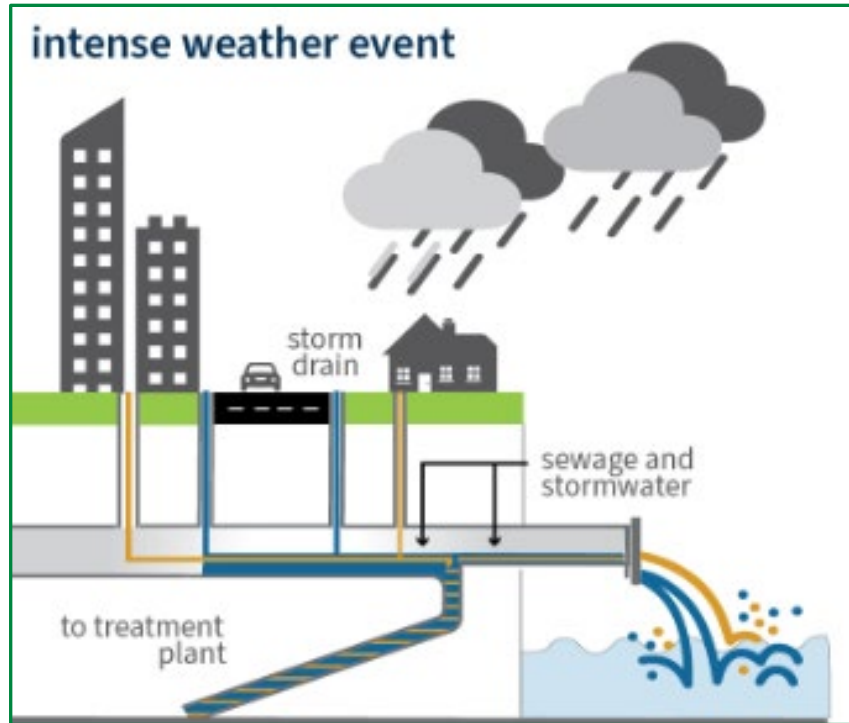 intense weather event
storm
drain
sewage and
stormwater
to treatment
plant